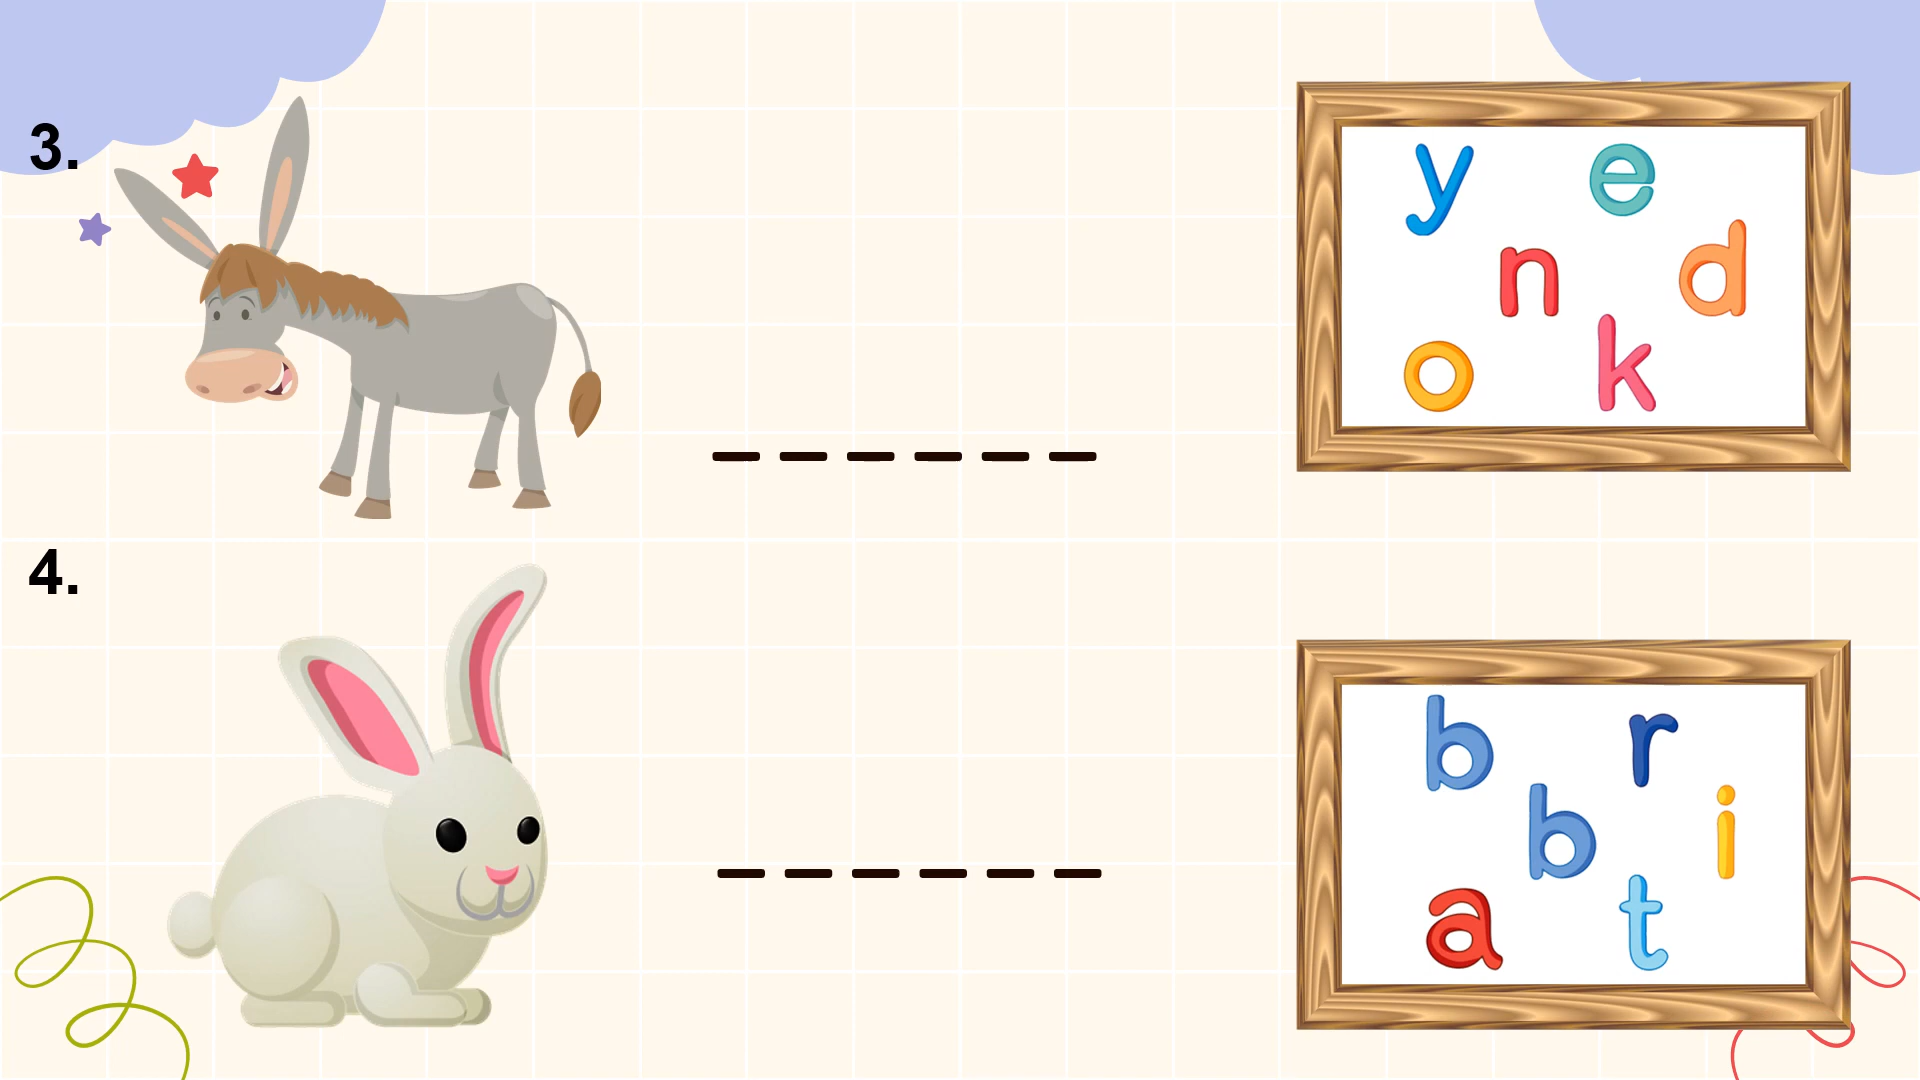 3.
y e
n d
o k
_ _ _ _ _ _
4.
b r
b i
a t
_ _ _ _ _ _